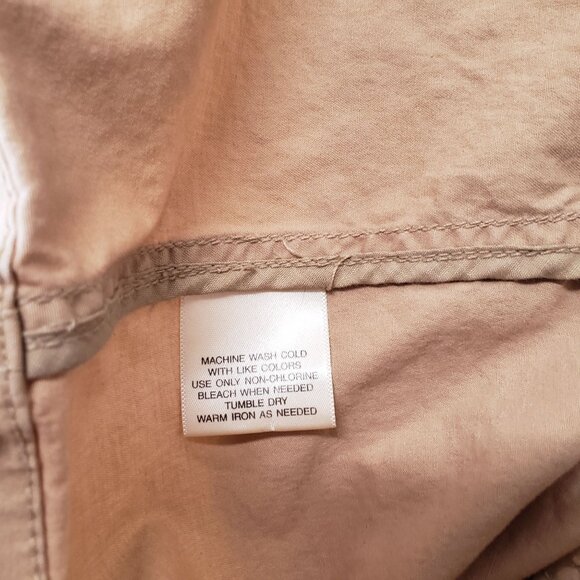 MACHINE WASH COLD
WITH LIKE COLORS
USE ONLY NON-CHLORINE
BLEACH WHEN NEEDED
TUMBLE DRY
WARM IRON AS NEEDED